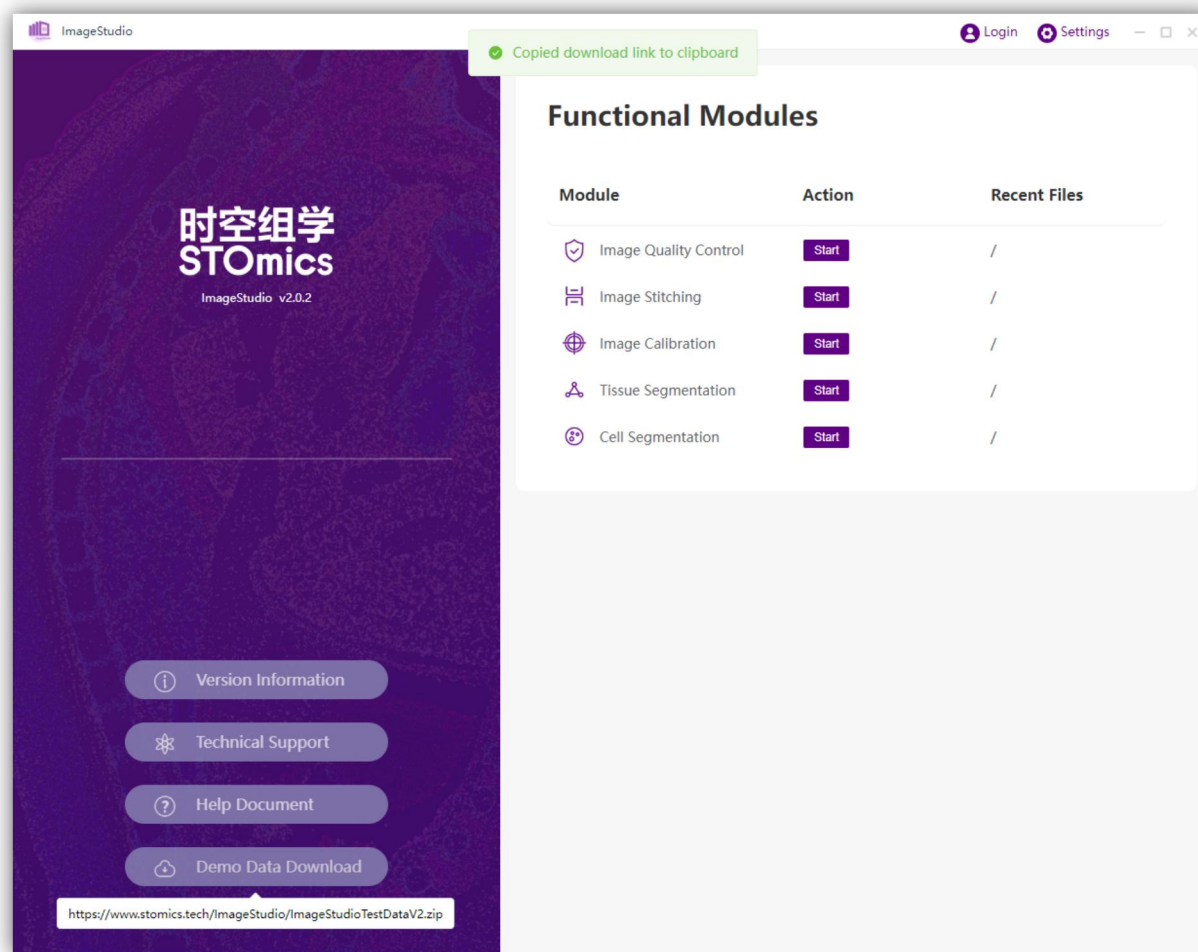 ImageStudio
Login
Settings
Copied download link to clipboard
时空组学
STOmics
ImageStudio v2.0.2
Version Information
Technical Support
Help Document
Demo Data Download
https://www.stomics.tech/ImageStudio/ImageStudioTestDataV2.zip
Functional Modules
Module Action Recent Files
Image Quality Control Start /
Image Stitching Start /
Image Calibration Start /
Tissue Segmentation Start /
Cell Segmentation Start /